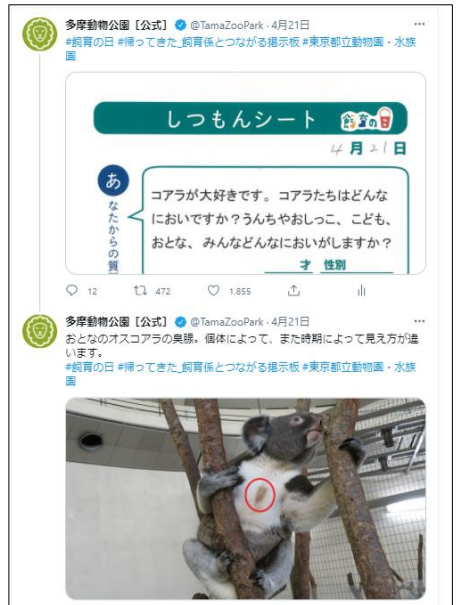 多摩動物公園［公式］ @TamaZooPark · 4月21日
#飼育の日 #帰ってきた_飼育係とつながる掲示板 #東京都立動物園・水族
園
しつもんシート 飼育の日
4月21日
あなたからの質
コアラが大好きです。コアラたちはどんな
においですか？うんちやおしっこ、こども、
おとな、みんなどんなにおいがしますか？
才 性別
12 472 1,855
多摩動物公園［公式］ @TamaZooPark · 4月21日
おとなのオスコアラの臭腺。個体によって、また時期によって見え方が違
います。
#飼育の日 #帰ってきた_飼育係とつながる掲示板 #東京都立動物園・水族
園